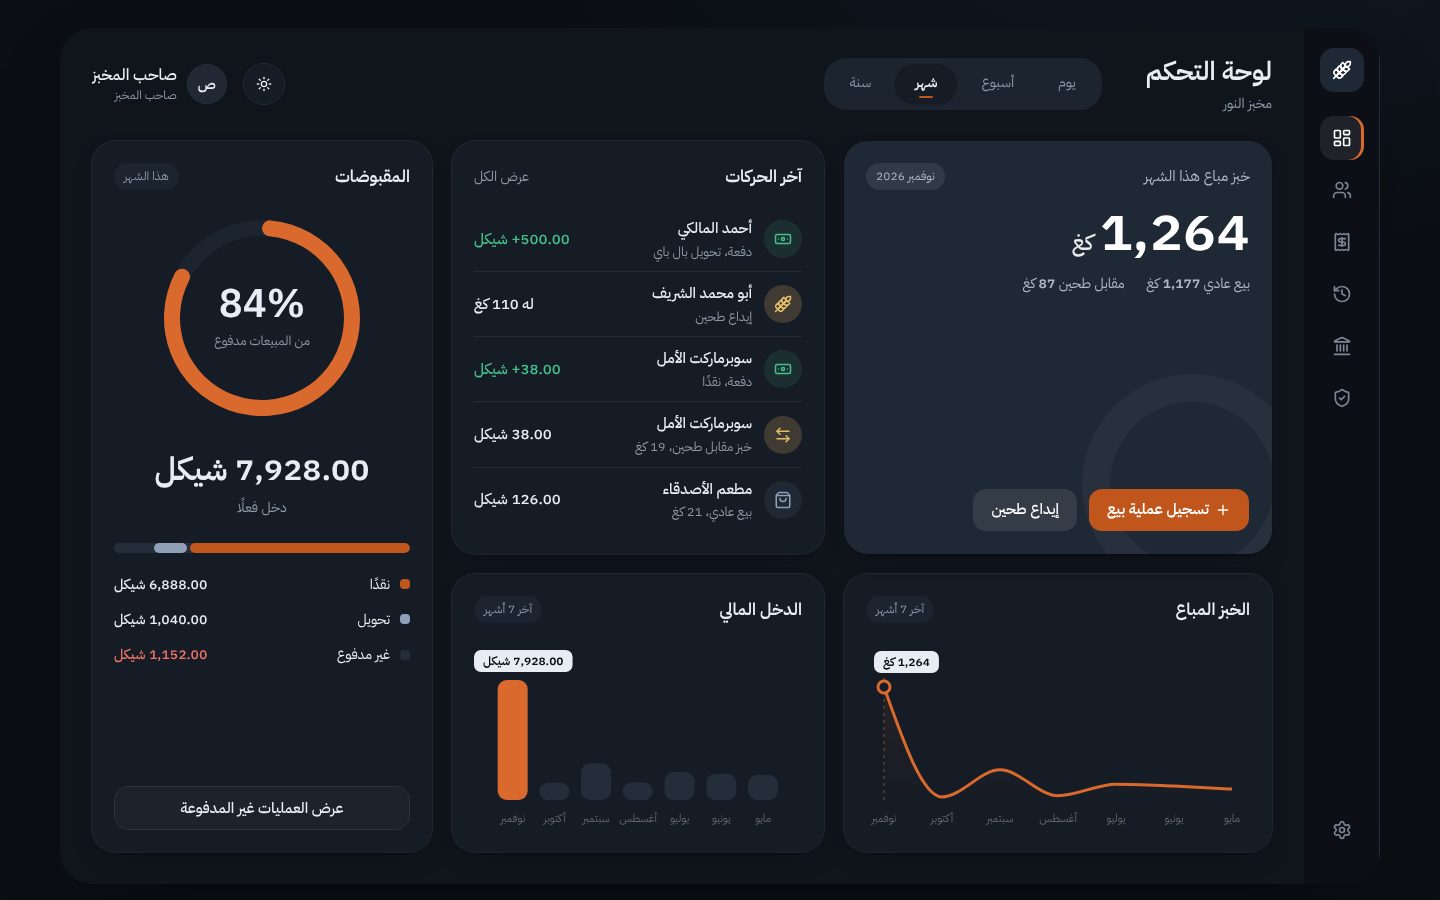 لوحة التحكم
مخبز النور
يوم
أسبوع
شهر
سنة
ص
صاحب المخبز
صاحب المخبز
خبز مباع هذا الشهر
نوفمبر 2026
1,264 كغ
بيع عادي 1,177 كغ
مقابل طحين 87 كغ
+ تسجيل عملية بيع
إيداع طحين
آخر الحركات
عرض الكل
أحمد المالكي
دفعة، تحويل بال باي
+500.00 شيكل
أبو محمد الشريف
إيداع طحين
له 110 كغ
سوبرماركت الأمل
دفعة، نقدًا
+38.00 شيكل
سوبرماركت الأمل
خبز مقابل طحين، 19 كغ
38.00 شيكل
مطعم الأصدقاء
بيع عادي، 21 كغ
126.00 شيكل
المقبوضات
هذا الشهر
84%
من المبيعات مدفوع
7,928.00 شيكل
دخل فعلًا
نقدًا
6,888.00 شيكل
تحويل
1,040.00 شيكل
غير مدفوع
1,152.00 شيكل
عرض العمليات غير المدفوعة
الخبز المباع
آخر 7 أشهر
1,264 كغ
مايو
يونيو
يوليو
أغسطس
سبتمبر
أكتوبر
نوفمبر
الدخل المالي
آخر 7 أشهر
7,928.00 شيكل
مايو
يونيو
يوليو
أغسطس
سبتمبر
أكتوبر
نوفمبر